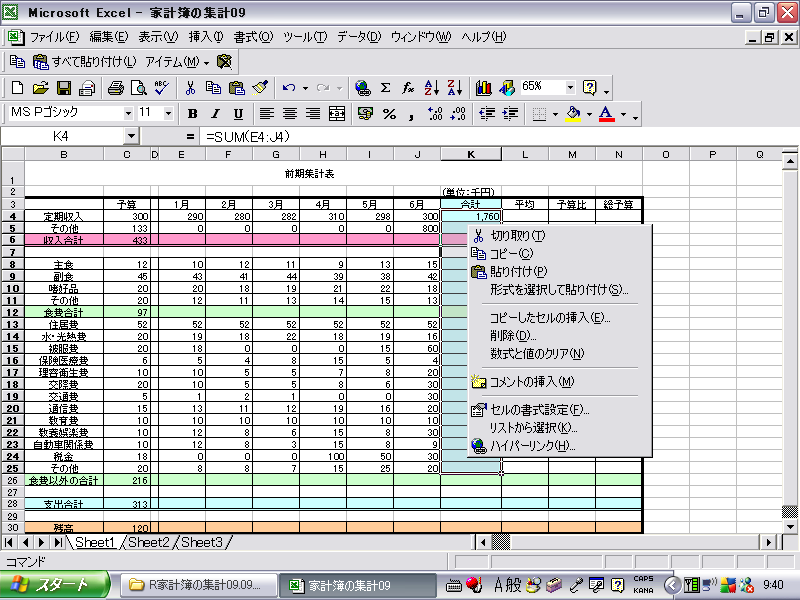 Microsoft Excel - 家計簿の集計09
ファイル(F) 編集(E) 表示(V) 挿入(I) 書式(O) ツール(T) データ(D) ウィンドウ(W) ヘルプ(H)
すべて貼り付け(L) アイテム(M)
ABC Σ fx 65%
MS Pゴシック 11 B I U % ,
K4 = =SUM(E4:J4)
B C D E F G H I J K L M N O P Q
1 前期集計表
2 (単位:千円)
3 予算 1月 2月 3月 4月 5月 6月 合計 平均 予算比 総予算
4 定期収入 300 290 280 282 310 298 300 1,760
5 その他 133 0 0 0 0 0 800
6 収入合計 433
7
8 主食 12 10 12 11 9 13 15
9 副食 45 43 41 44 39 38 42
10 嗜好品 20 20 18 19 21 22 18
11 その他 20 12 11 13 14 15 13
12 食費合計 97
13 住居費 52 52 52 52 52 52 52
14 水・光熱費 20 19 18 22 18 19 16
15 被服費 20 18 0 0 0 15 60
16 保険医療費 6 5 4 8 15 5 4
17 理容衛生費 10 10 5 5 7 8 20
18 交際費 20 10 5 5 8 6 30
19 交通費 5 1 2 1 0 0 30
20 通信費 15 13 11 12 19 16 20
21 教育費 10 10 10 10 10 10 10
22 教養娯楽費 10 12 8 6 15 8 30
23 自動車関係費 10 12 8 3 15 8 9
24 税金 18 0 0 0 100 50 30
25 その他 20 8 8 7 15 25 20
26 食費以外の合計 216
27
28 支出合計 313
29
30 残高 120
切り取り(T)
コピー(C)
貼り付け(P)
形式を選択して貼り付け(S)...
コピーしたセルの挿入(E)...
削除(D)...
数式と値のクリア(N)
コメントの挿入(M)
セルの書式設定(F)...
リストから選択(K)...
ハイパーリンク(H)...
Sheet1 Sheet2 Sheet3
コマンド
スタート R家計簿の集計09.09.... 家計簿の集計09 A 般 CAPS KANA 9:40